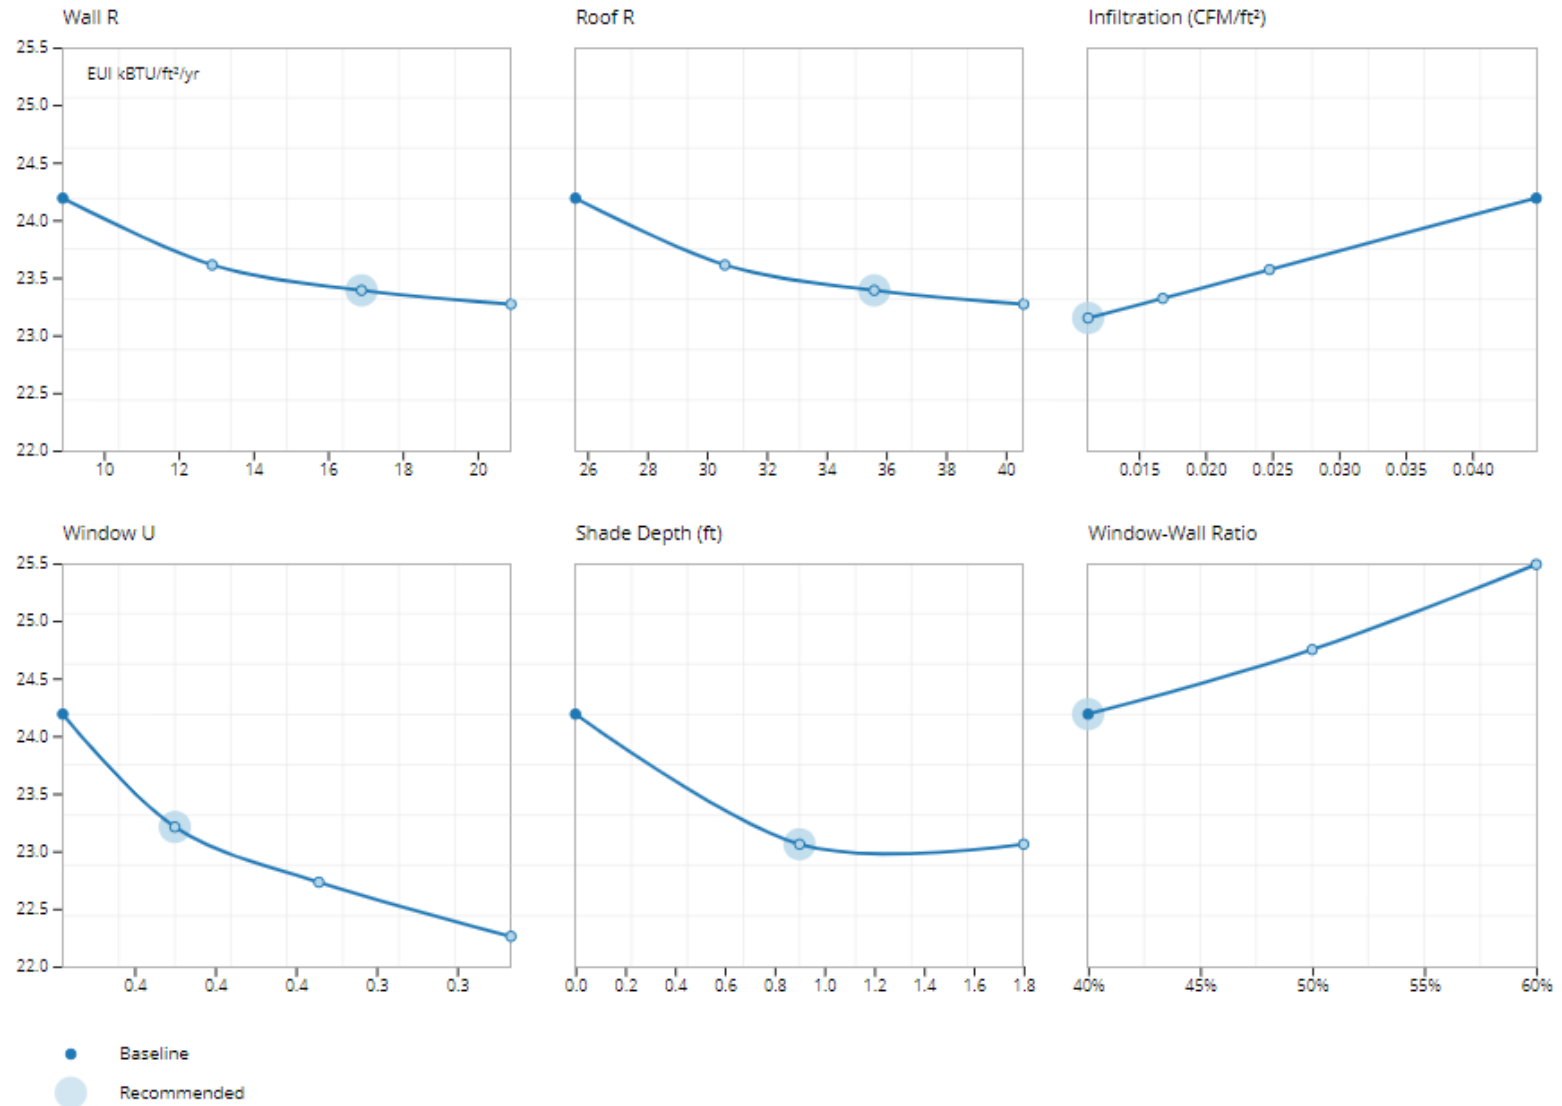 Wall R Roof R Infiltration (CFM/ft²)
25.5
EUI kBTU/ft²/yr
25.0
24.5
24.0
23.5
23.0
22.5
22.0
10 12 14 16 18 20 26 28 30 32 34 36 38 40 0.015 0.020 0.025 0.030 0.035 0.040
Window U Shade Depth (ft) Window-Wall Ratio
25.5
25.0
24.5
24.0
23.5
23.0
22.5
22.0
0.4 0.4 0.4 0.3 0.3 0.0 0.2 0.4 0.6 0.8 1.0 1.2 1.4 1.6 1.8 40% 45% 50% 55% 60%
Baseline
Recommended